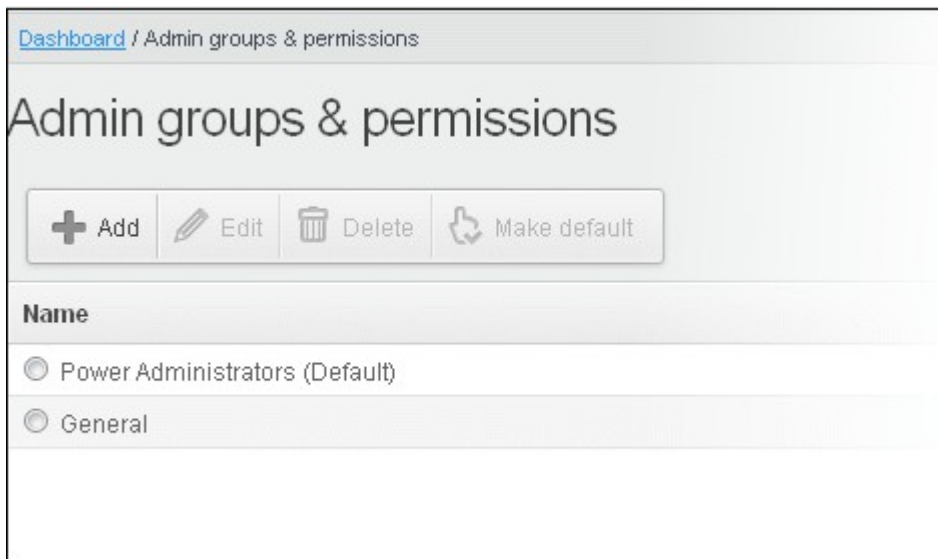 Dashboard / Admin groups & permissions
Admin groups & permissions
Add Edit Delete Make default
Name
Power Administrators (Default)
General